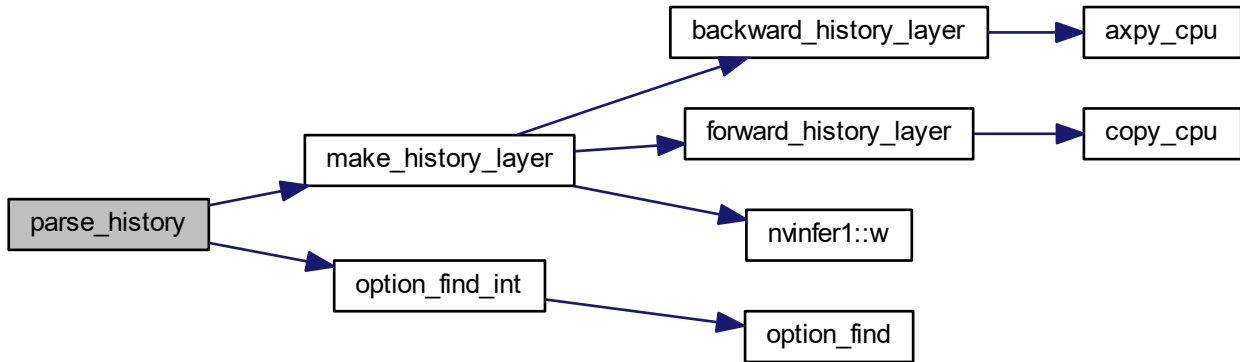 backward_history_layer
axpy_cpu
forward_history_layer
copy_cpu
make_history_layer
nvinfer1::w
parse_history
option_find_int
option_find